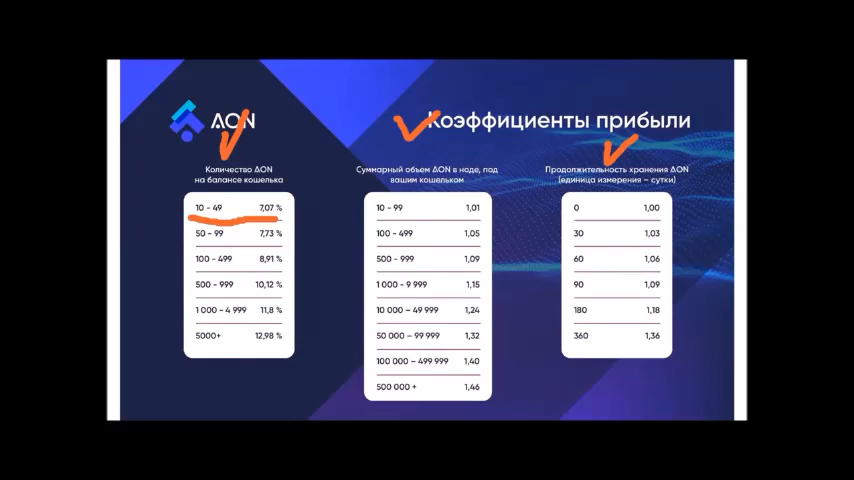 ΔON
Коэффициенты прибыли
Количество ΔON
на балансе кошелька
10 - 49 7,07 %
50 - 99 7,73 %
100 - 499 8,91 %
500 - 999 10,12 %
1 000 - 4 999 11,8 %
5000+ 12,98 %
Суммарный объем ΔON в ноде, под
вашим кошельком
10 - 99 1,01
100 - 499 1,05
500 - 999 1,09
1 000 - 9 999 1,15
10 000 – 49 999 1,24
50 000 – 99 999 1,32
100 000 – 499 999 1,40
500 000 + 1,46
Продолжительность хранения ΔON
(единица измерения – сутки)
0 1,00
30 1,03
60 1,06
90 1,09
180 1,18
360 1,36